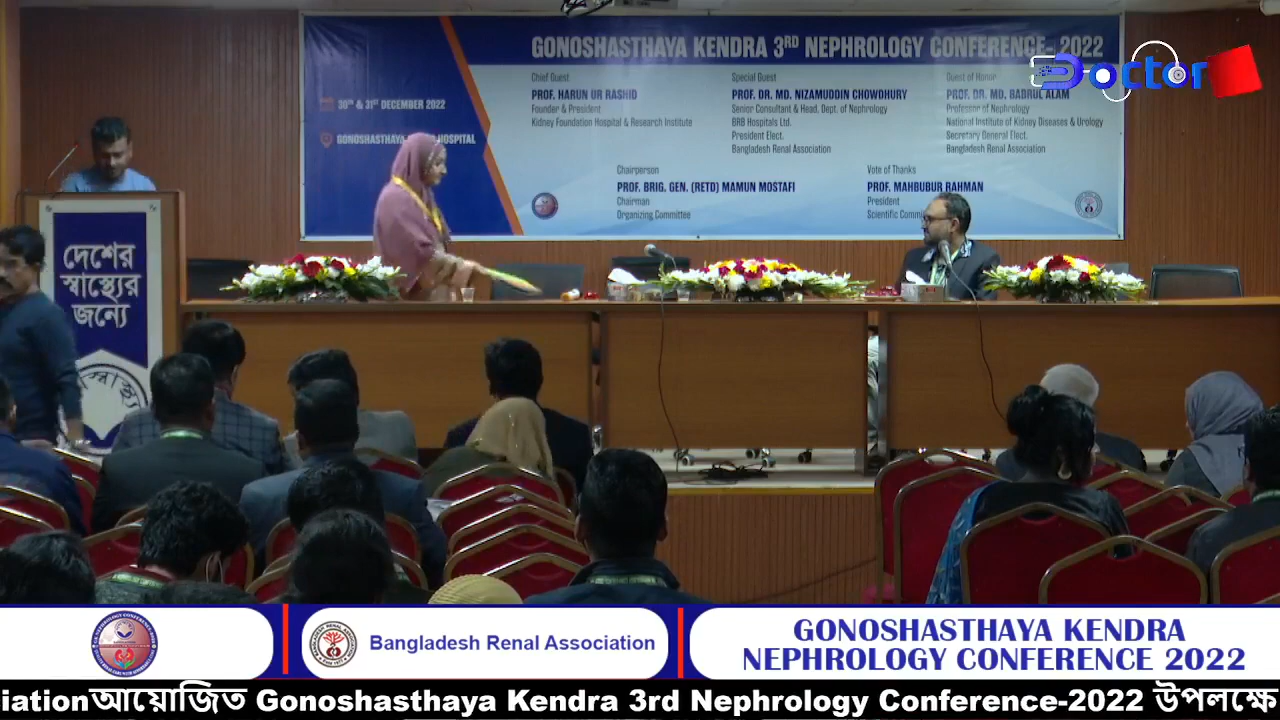 GONOSHASTHAYA KENDRA 3RD NEPHROLOGY CONFERENCE- 2022
Doctor
30TH & 31ST DECEMBER 2022
GONOSHASTHAYA HOSPITAL
Chief Guest
PROF. HARUN UR RASHID
Founder & President
Kidney Foundation Hospital & Research Institute
Special Guest
PROF. DR. MD. NIZAMUDDIN CHOWDHURY
Senior Consultant & Head, Dept. of Nephrology
BRB Hospitals Ltd.
President Elect.
Bangladesh Renal Association
Guest of Honor
PROF. DR. MD. BADRUL ALAM
Professor of Nephrology
National Institute of Kidney Diseases & Urology
Secretary General Elect.
Bangladesh Renal Association
Chairperson
PROF. BRIG. GEN. (RETD) MAMUN MOSTAFI
Chairman
Organizing Committee
Vote of Thanks
PROF. MAHBUBUR RAHMAN
President
Scientific
দেশের
স্বাস্থ্যের
জন্যে
Bangladesh Renal Association
GONOSHASTHAYA KENDRA
NEPHROLOGY CONFERENCE 2022
iationআয়োজিত Gonoshasthaya Kendra 3rd Nephrology Conference-2022 উপলক্ষে